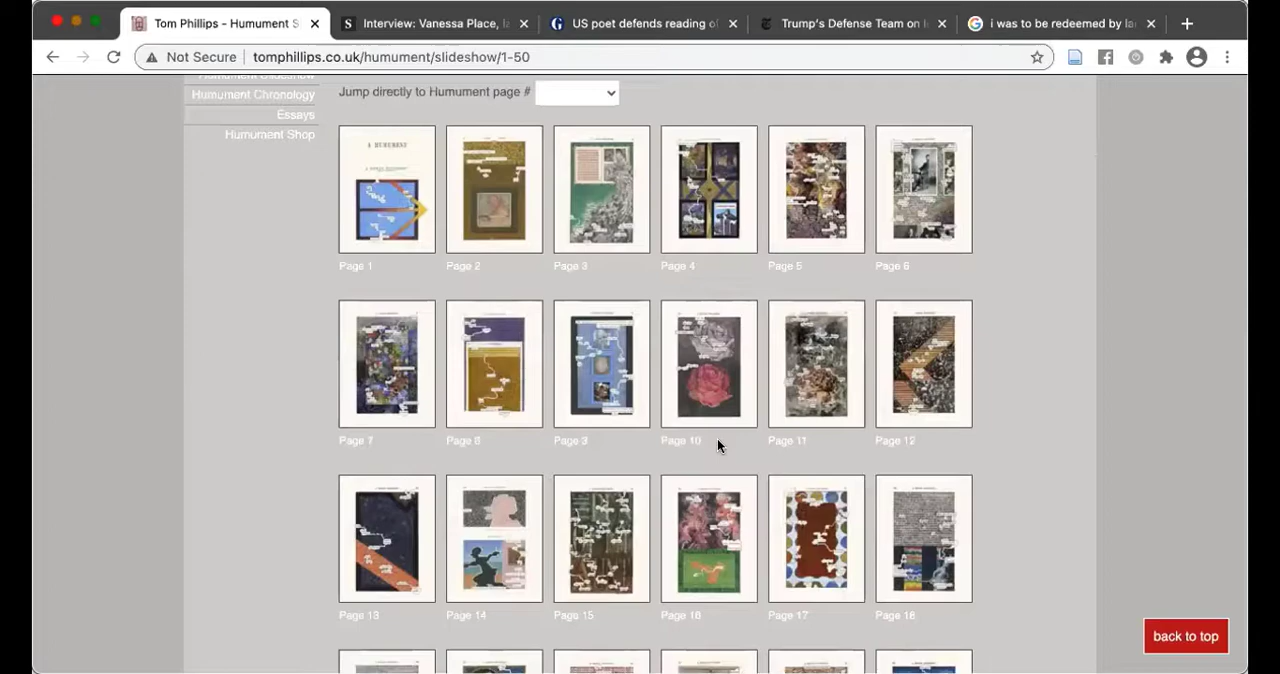 Tom Phillips - Humument S
Interview: Vanessa Place, la
US poet defends reading of
Trump's Defense Team on I
i was to be redeemed by la
Not Secure
tomphillips.co.uk/humument/slideshow/1-50
Humument Slideshow
Humument Chronology
Essays
Humument Shop
Jump directly to Humument page #
A HUMUMENT
Page 1
Page 2
Page 3
Page 4
Page 5
Page 6
Page 7
Page 8
Page 9
Page 10
Page 11
Page 12
Page 13
Page 14
Page 15
Page 16
Page 17
Page 18
back to top